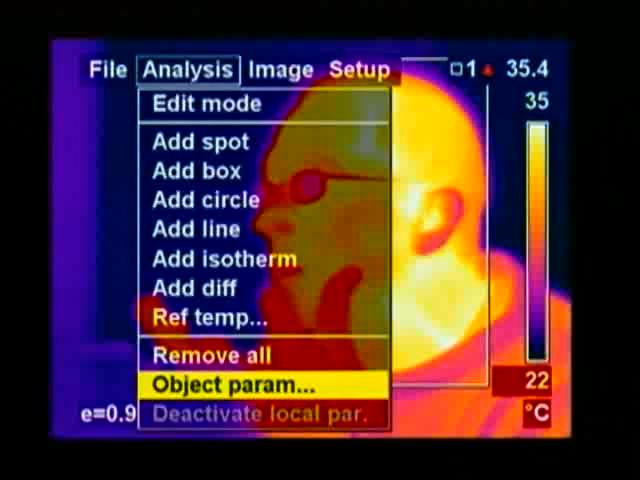 File Analysis Image Setup □1 ▲ 35.4
35
Edit mode
Add spot
Add box
Add circle
Add line
Add isotherm
Add diff
Ref temp...
Remove all
Object param...
22
e=0.9 Deactivate local par. °C